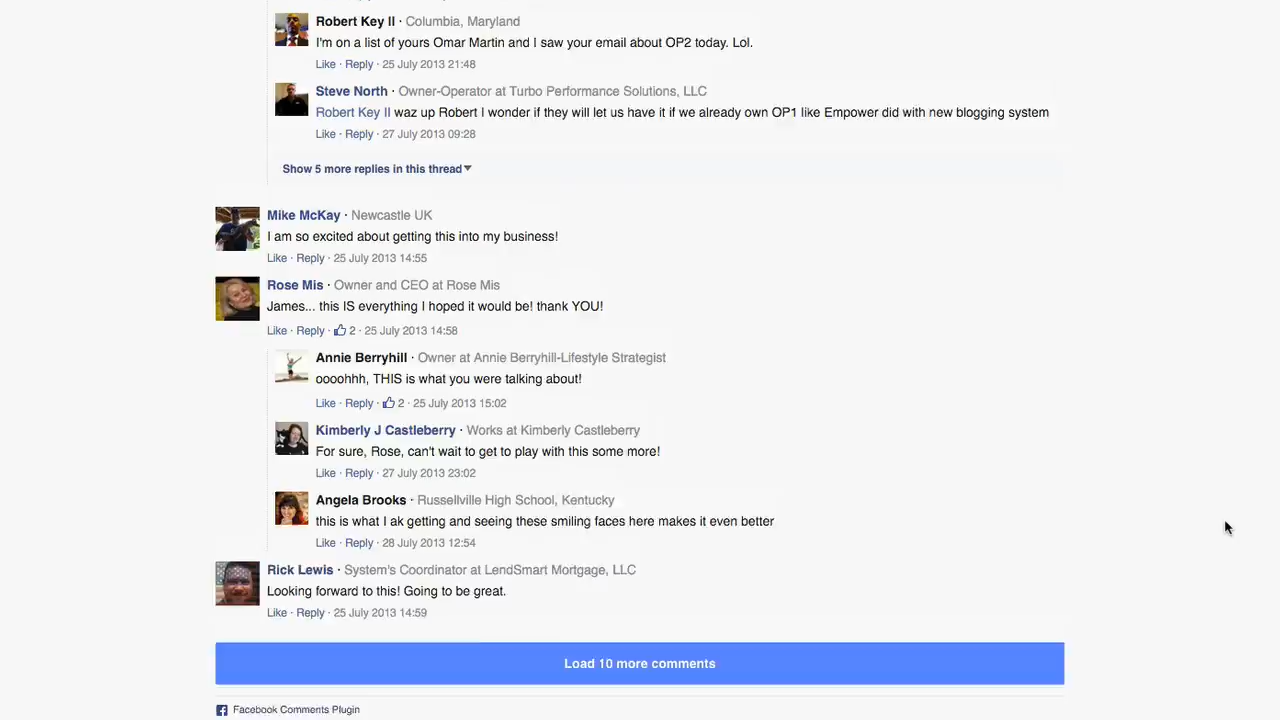 Robert Key II · Columbia, Maryland
I'm on a list of yours Omar Martin and I saw your email about OP2 today. Lol.
Like · Reply · 25 July 2013 21:48
Steve North · Owner-Operator at Turbo Performance Solutions, LLC
Robert Key II waz up Robert I wonder if they will let us have it if we already own OP1 like Empower did with new blogging system
Like · Reply · 27 July 2013 09:28
Show 5 more replies in this thread
Mike McKay · Newcastle UK
I am so excited about getting this into my business!
Like · Reply · 25 July 2013 14:55
Rose Mis · Owner and CEO at Rose Mis
James... this IS everything I hoped it would be! thank YOU!
Like · Reply · 2 · 25 July 2013 14:58
Annie Berryhill · Owner at Annie Berryhill-Lifestyle Strategist
oooohhh, THIS is what you were talking about!
Like · Reply · 2 · 25 July 2013 15:02
Kimberly J Castleberry · Works at Kimberly Castleberry
For sure, Rose, can't wait to get to play with this some more!
Like · Reply · 27 July 2013 23:02
Angela Brooks · Russellville High School, Kentucky
this is what I ak getting and seeing these smiling faces here makes it even better
Like · Reply · 28 July 2013 12:54
Rick Lewis · System's Coordinator at LendSmart Mortgage, LLC
Looking forward to this! Going to be great.
Like · Reply · 25 July 2013 14:59
Load 10 more comments
Facebook Comments Plugin